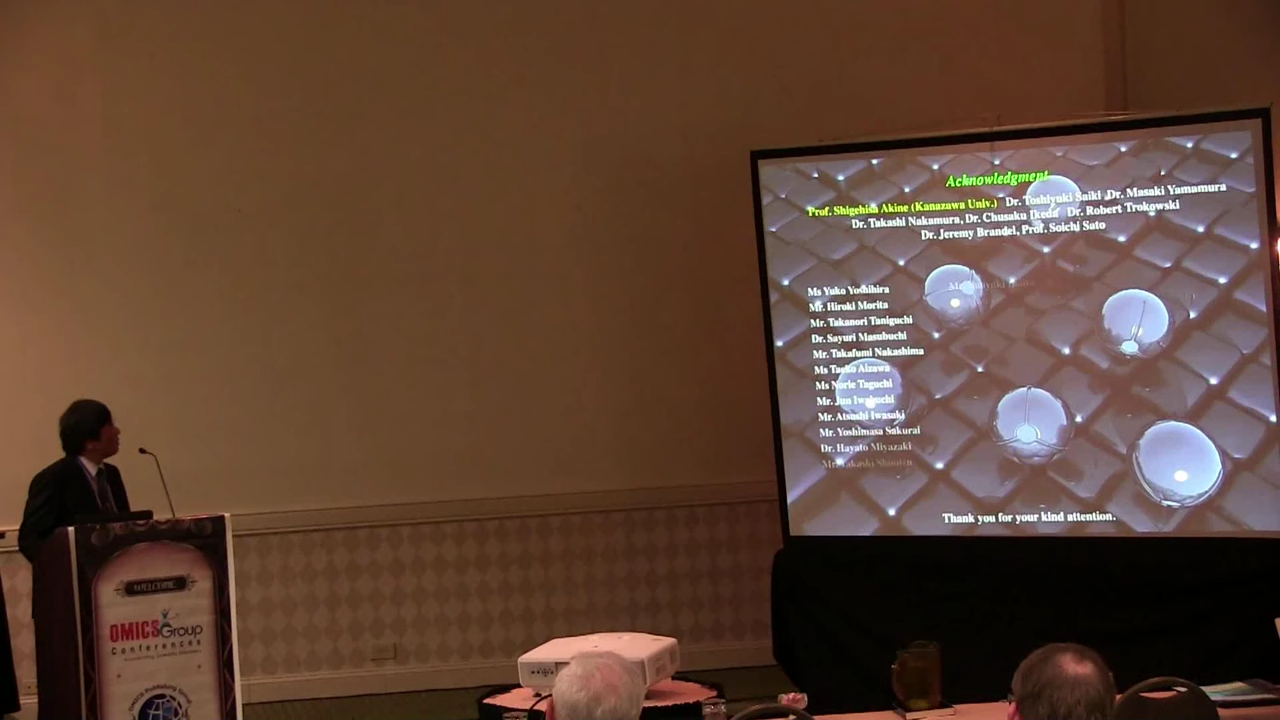 Acknowledgment
Prof. Shigehisa Akine (Kanazawa Univ.) Dr. Toshiyuki Saiki Dr. Masaki Yamamura
Dr. Takashi Nakamura, Dr. Chusaku Ikeda Dr. Robert Trokowski
Dr. Jeremy Brandel, Prof. Soichi Sato
Ms Yuko Yoshihira
Mr. Hiroki Morita
Mr. Takanori Taniguchi
Dr. Sayuri Masubuchi
Mr. Takafumi Nakashima
Ms Taeko Aizawa
Ms Norie Taguchi
Mr. Jun Iwabuchi
Mr. Atsushi Iwasaki
Mr. Yoshimasa Sakurai
Dr. Hayato Miyazaki
Mr. Takashi
Thank you for your kind attention.
WELCOME
OMICS Group
Conferences